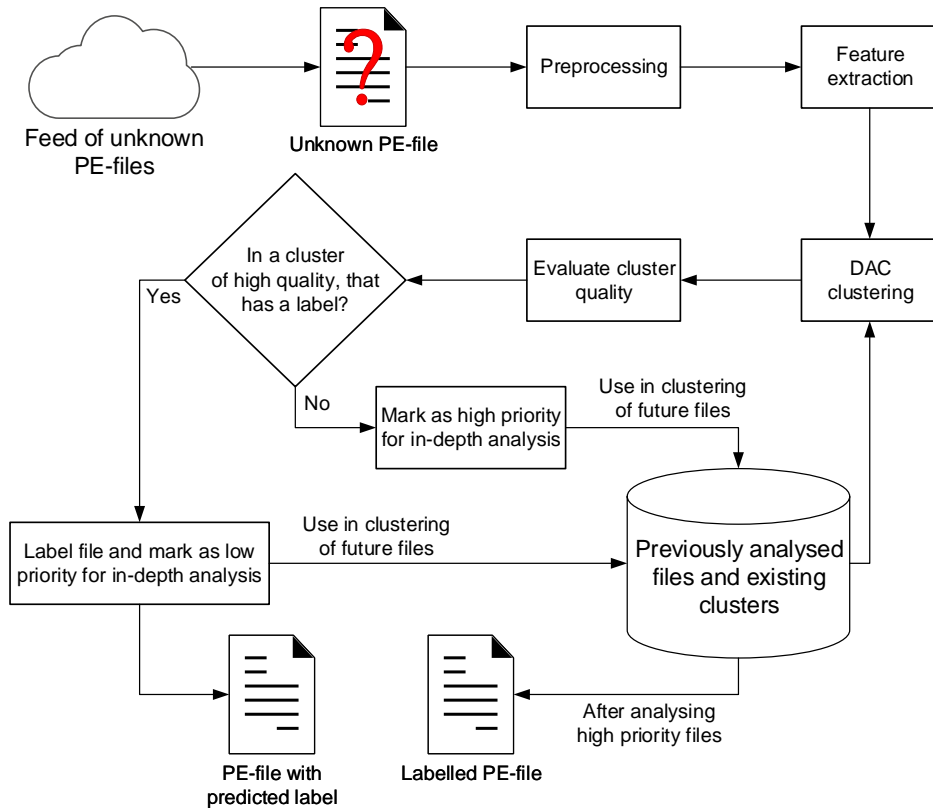 Feed of unknown
PE-files
?
Unknown PE-file
Preprocessing
Feature
extraction
In a cluster
of high quality, that
has a label?
Evaluate cluster
quality
DAC
clustering
Yes
No
Mark as high priority
for in-depth analysis
Use in clustering
of future files
Label file and mark as low
priority for in-depth analysis
Use in clustering
of future files
Previously analysed
files and existing
clusters
After analysing
high priority files
PE-file with
predicted label
Labelled PE-file